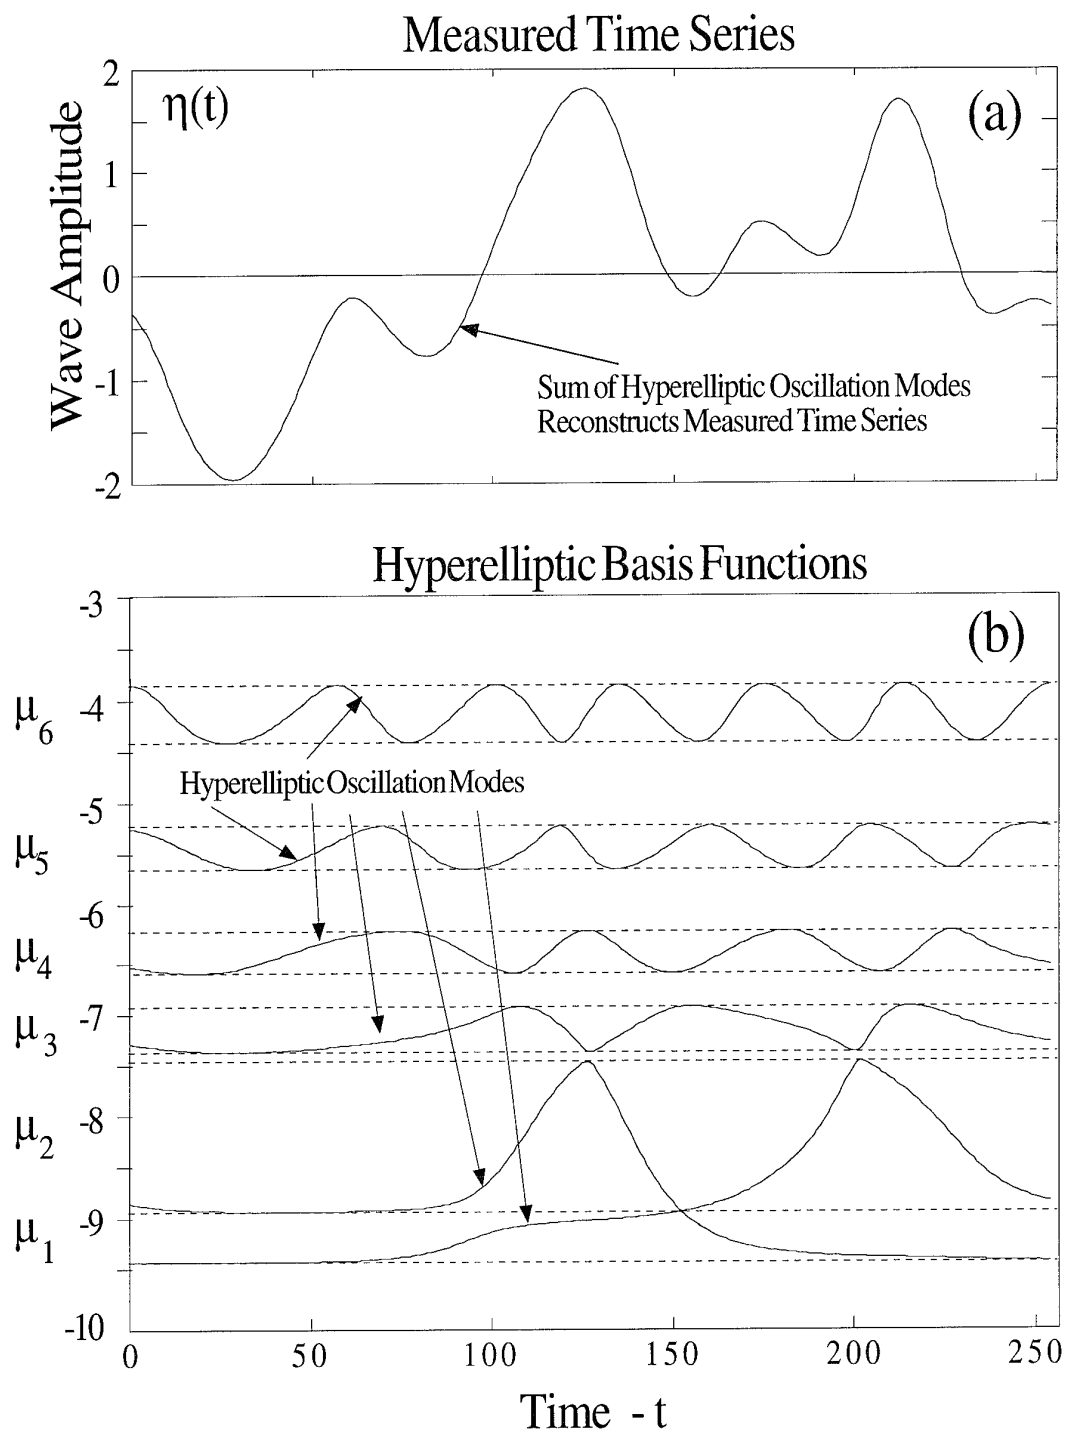 Measured Time Series
2
η(t)
(a)
1
0
-1
-2
Wave Amplitude
Sum of Hyperelliptic Oscillation Modes
Reconstructs Measured Time Series
Hyperelliptic Basis Functions
-3
(b)
μ6 -4
Hyperelliptic Oscillation Modes
-5
μ5
-6
μ4
-7
μ3
-8
μ2
-9
μ1
-10
0 50 100 150 200 250
Time - t